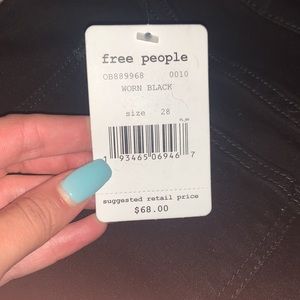 free people
OB889968 0010
WORN BLACK
size 28
1 93465 06946 7
suggested retail price
$68.00